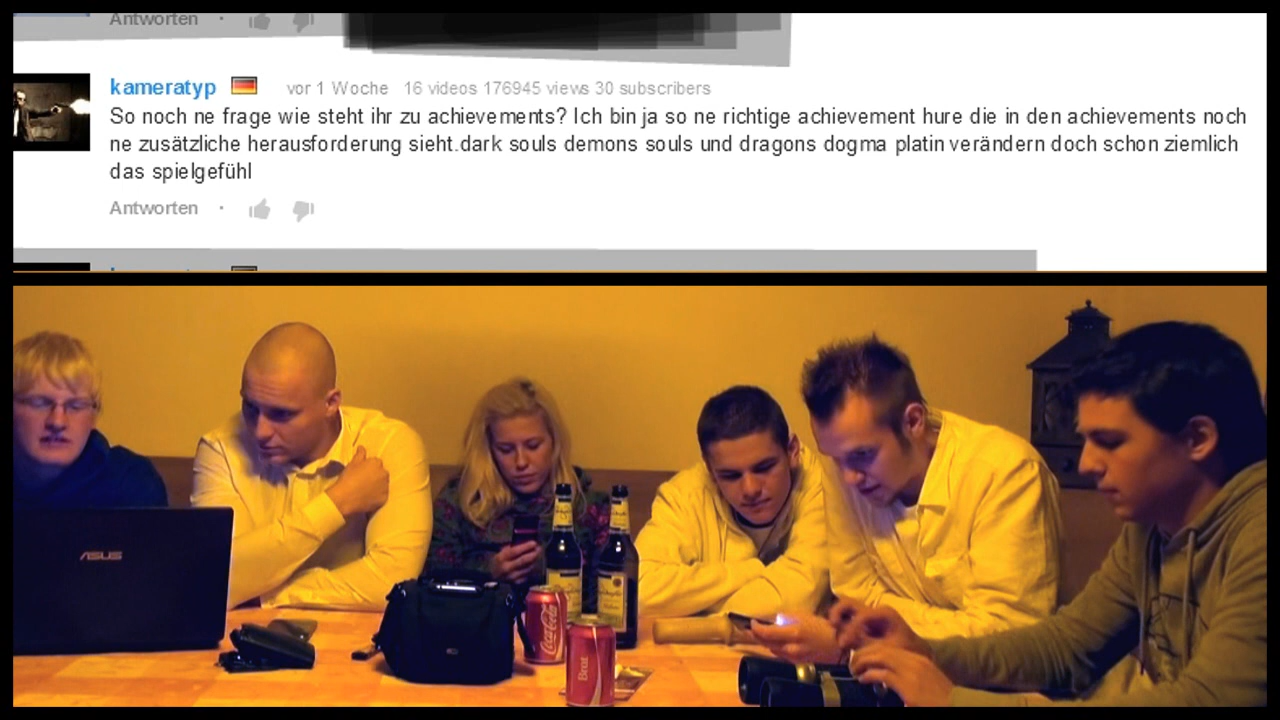 Antworten
kameratyp vor 1 Woche 16 videos 176945 views 30 subscribers
So noch ne frage wie steht ihr zu achievements? Ich bin ja so ne richtige achievement hure die in den achievements noch
ne zusätzliche herausforderung sieht.dark souls demons souls und dragons dogma platin verändern doch schon ziemlich
das spielgefühl
Antworten ·
ASUS
Coca-Cola
Brat